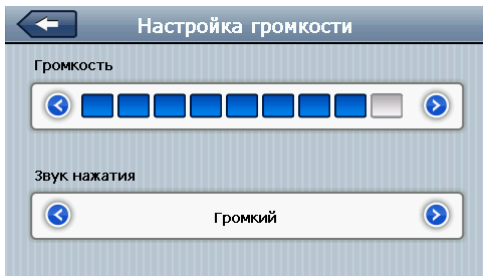 Настройка громкости
Громкость
Звук нажатия
Громкий